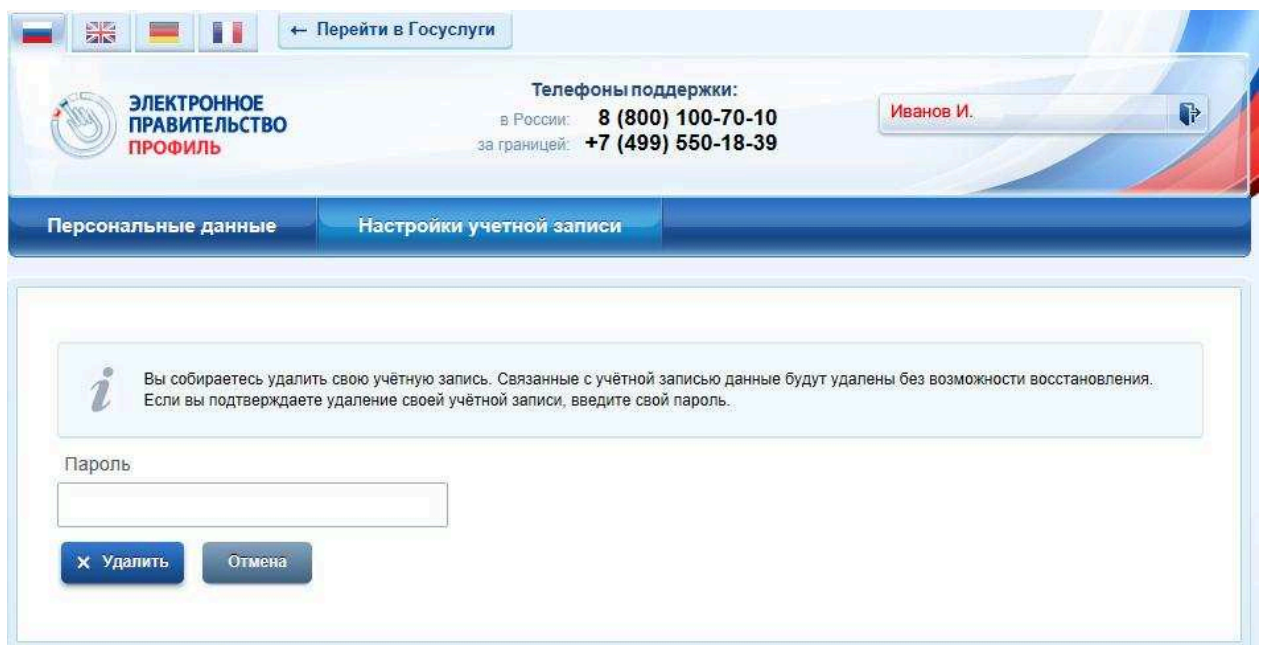 ← Перейти в Госуслуги
ЭЛЕКТРОННОЕ
ПРАВИТЕЛЬСТВО
ПРОФИЛЬ
Телефоны поддержки:
в России: 8 (800) 100-70-10
за границей: +7 (499) 550-18-39
Иванов И.
Персональные данные Настройки учетной записи
Вы собираетесь удалить свою учётную запись. Связанные с учётной записью данные будут удалены без возможности восстановления.
Если вы подтверждаете удаление своей учётной записи, введите свой пароль.
Пароль
× Удалить Отмена